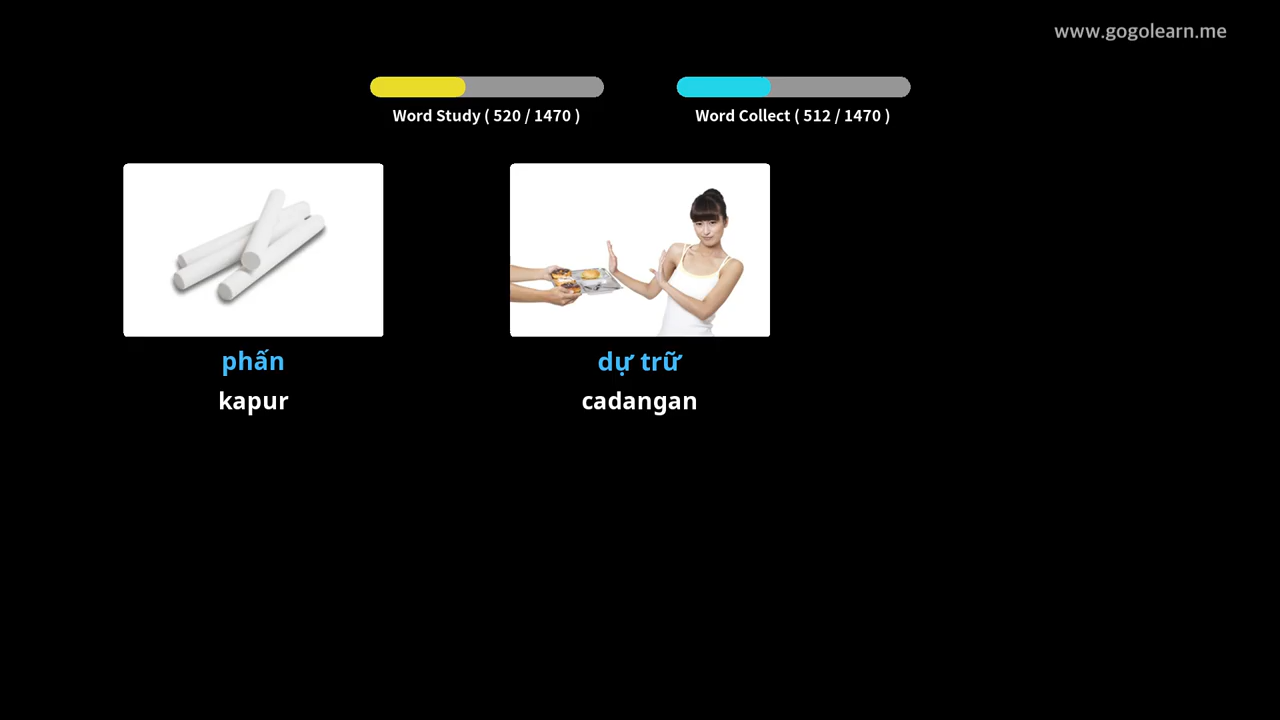 www.gogolearn.me
Word Study ( 520 / 1470 )
Word Collect ( 512 / 1470 )
phấn
kapur
dự trữ
cadangan